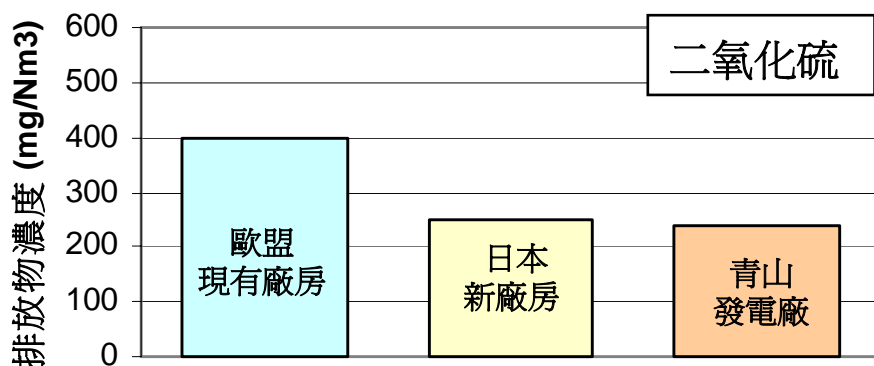 二氧化硫
排放物濃度 (mg/Nm3)
600
500
400
300
200
100
0
歐盟
現有廠房
日本
新廠房
青山
發電廠